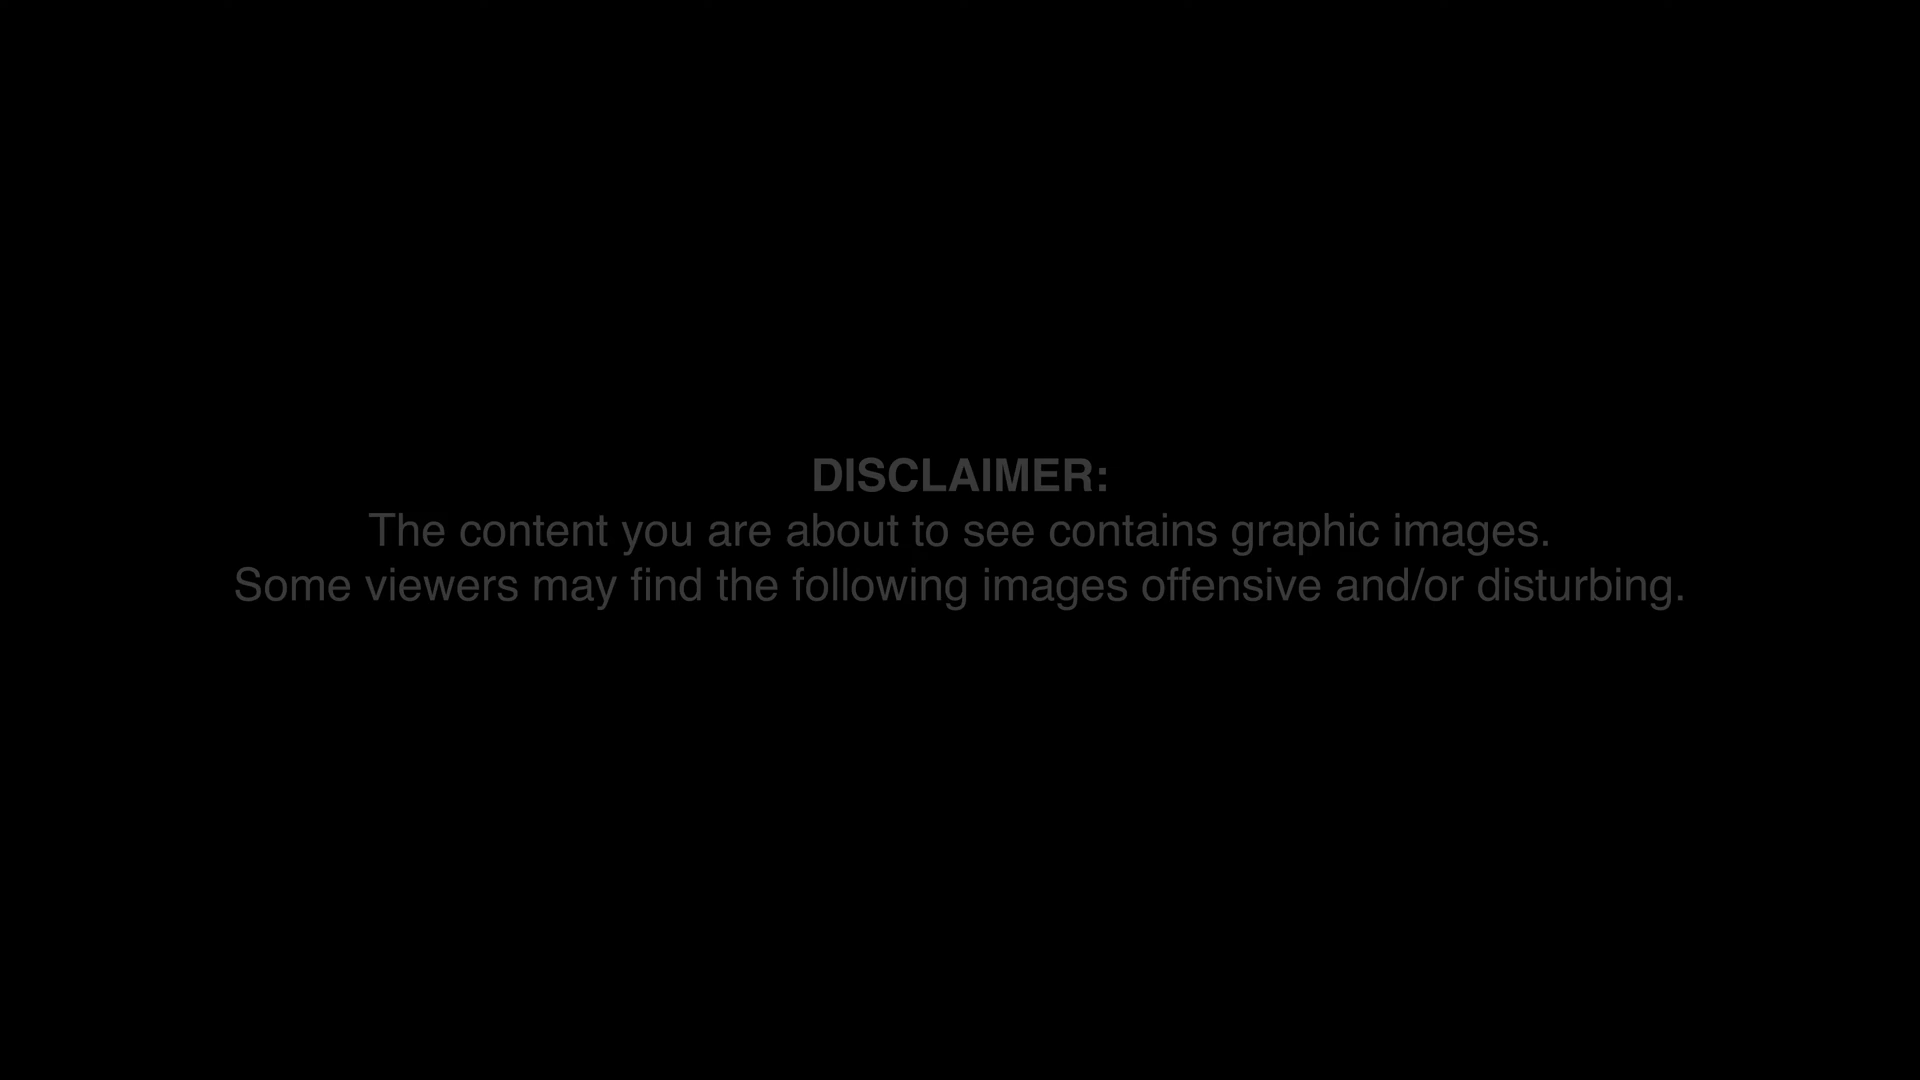 DISCLAIMER:
The content you are about to see contains graphic images.
Some viewers may find the following images offensive and/or disturbing.